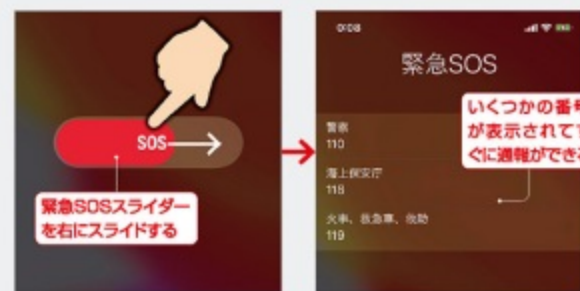 SOS
緊急SOSスライダー
を右にスライドする
0:08
緊急SOS
いくつかの番号
が表示されて
ぐに通報ができ
警察
110
海上保安庁
118
火事、救急車、救助
119